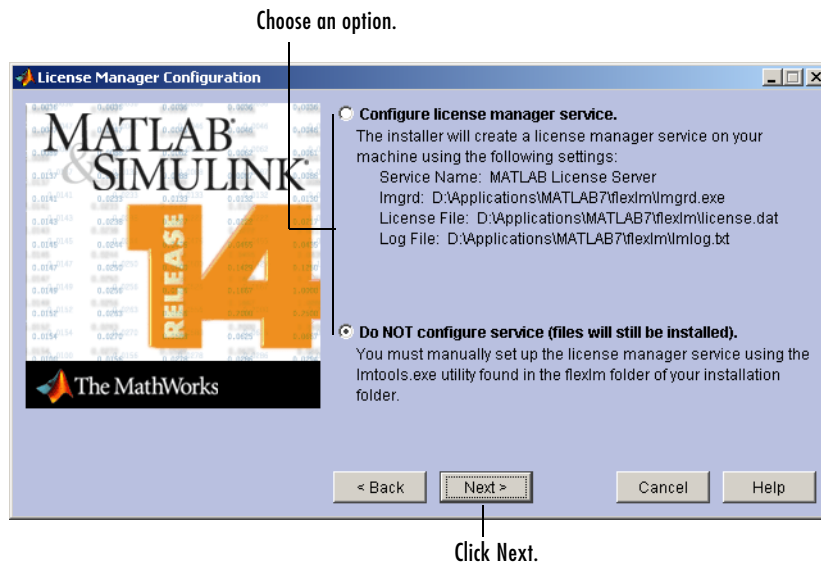 Choose an option.
License Manager Configuration
MATLAB
&SIMULINK
RELEASE
14
The MathWorks
Configure license manager service.
The installer will create a license manager service on your
machine using the following settings:
Service Name: MATLAB License Server
lmgrd: D:\Applications\MATLAB7\flexlm\lmgrd.exe
License File: D:\Applications\MATLAB7\flexlm\license.dat
Log File: D:\Applications\MATLAB7\flexlm\lmlog.txt
Do NOT configure service (files will still be installed).
You must manually set up the license manager service using the
lmtools.exe utility found in the flexlm folder of your installation
folder.
< Back
Next >
Cancel
Help
Click Next.